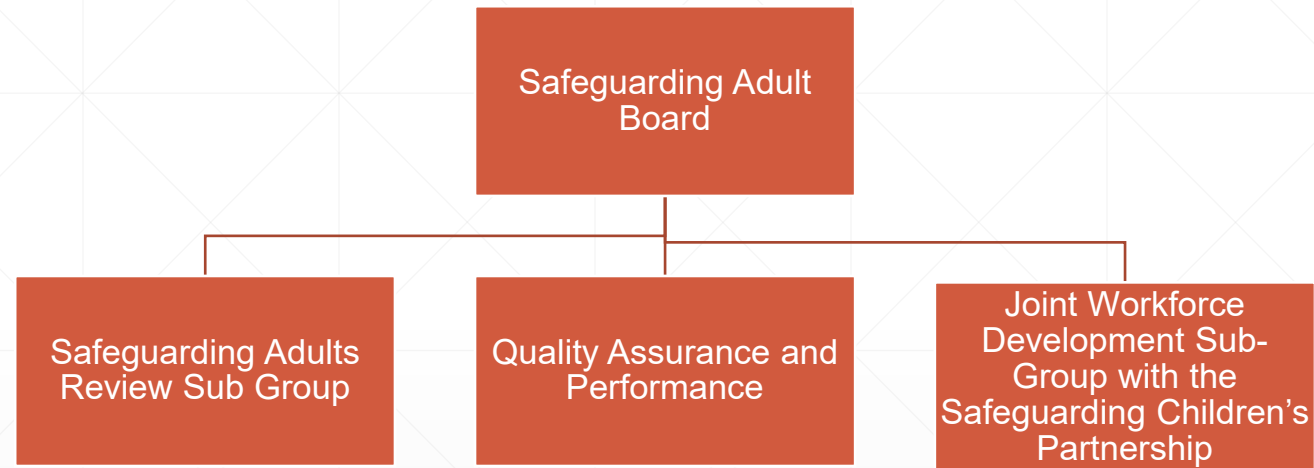 Safeguarding Adult
Board
Safeguarding Adults
Review Sub Group
Quality Assurance and
Performance
Joint Workforce
Development Sub-
Group with the
Safeguarding Children’s
Partnership